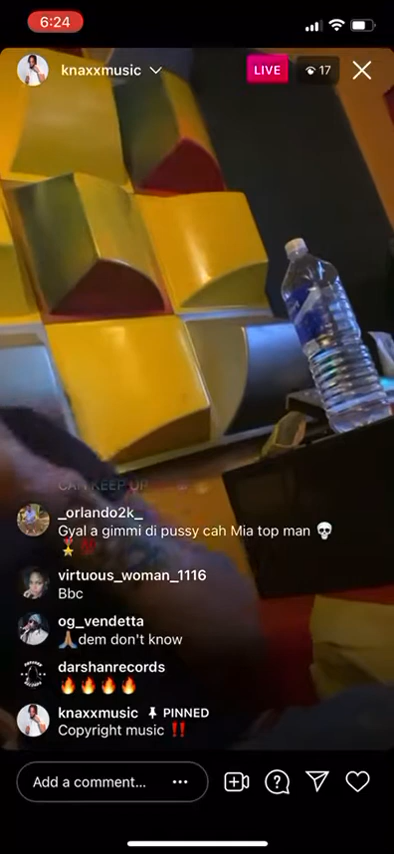 6:24
knaxxmusic
LIVE
17
CAN KEEP UP
_orlando2k_
Gyal a gimmi di pussy cah Mia top man 💀
🎖️💯
virtuous_woman_1116
Bbc
og_vendetta
🙏🏽dem don't know
darshanrecords
🔥🔥🔥🔥
knaxxmusic PINNED
Copyright music ‼️
Add a comment...